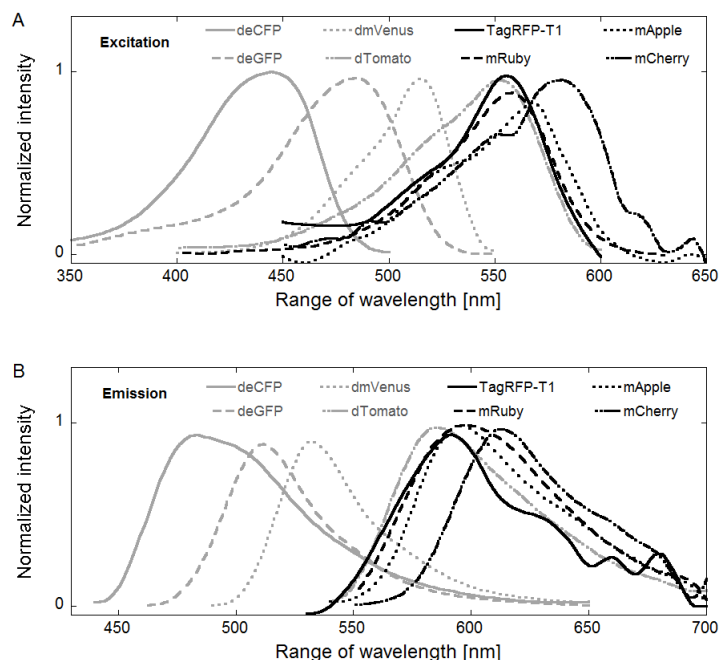 A
Excitation
deCFP dmVenus TagRFP-T1 mApple
deGFP dTomato mRuby mCherry
Normalized intensity
1
0
350 400 450 500 550 600 650
Range of wavelength [nm]
B
Emission
deCFP dmVenus TagRFP-T1 mApple
deGFP dTomato mRuby mCherry
Normalized intensity
1
0
450 500 550 600 650 700
Range of wavelength [nm]